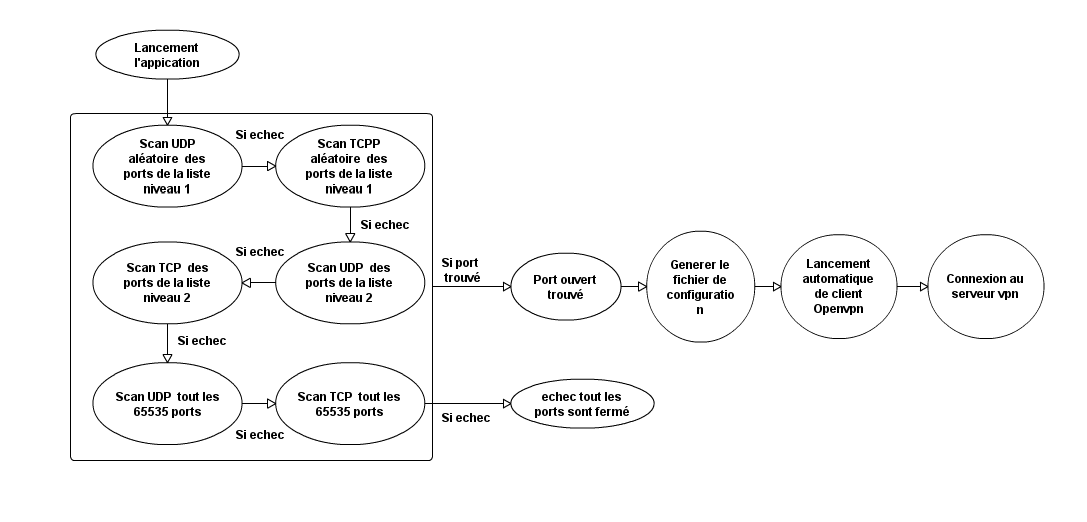 Lancement
l'appication
Scan UDP
aléatoire des
ports de la liste
niveau 1
Si echec
Scan TCPP
aléatoire des
ports de la liste
niveau 1
Si echec
Scan UDP des
ports de la liste
niveau 2
Si echec
Scan TCP des
ports de la liste
niveau 2
Si echec
Scan UDP tout les
65535 ports
Si echec
Scan TCP tout les
65535 ports
Si port
trouvé
Port ouvert
trouvé
Generer le
fichier de
configuratio
n
Lancement
automatique
de client
Openvpn
Connexion au
serveur vpn
Si echec
echec tout les
ports sont fermé